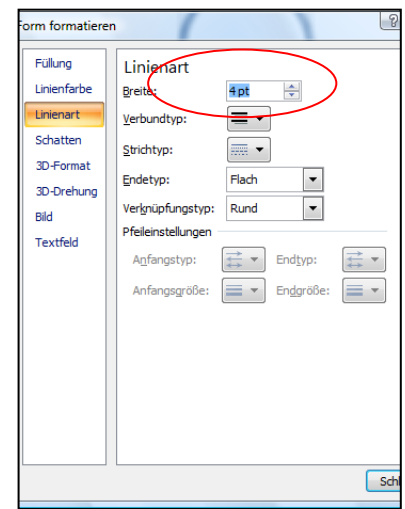 Form formatieren
Füllung
Linienfarbe
Linienart
Schatten
3D-Format
3D-Drehung
Bild
Textfeld
Linienart
Breite: 4 pt
Verbundtyp:
Strichtyp:
Endetyp: Flach
Verknüpfungstyp: Rund
Pfeileinstellungen
Anfangstyp: Endtyp:
Anfangsgröße: Endgröße:
Schl